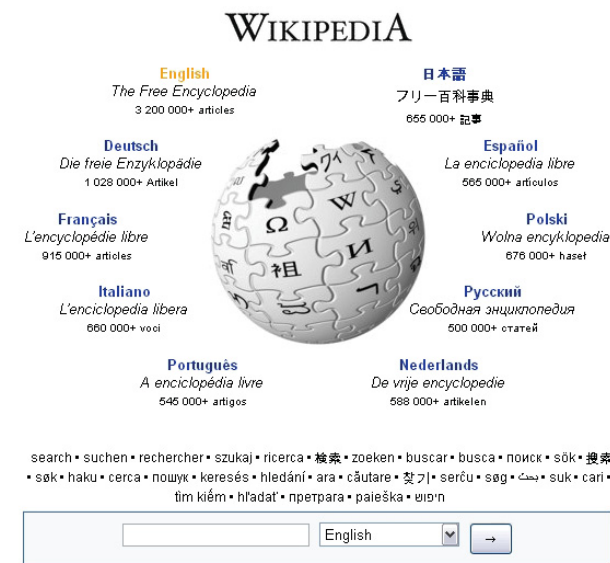 WIKIPEDIA
English
The Free Encyclopedia
3 200 000+ articles
日本語
フリー百科事典
655 000+ 記事
Deutsch
Die freie Enzyklopädie
1 028 000+ Artikel
Español
La enciclopedia libre
565 000+ artículos
Français
L'encyclopédie libre
915 000+ articles
Polski
Wolna encyklopedia
676 000+ haseł
Italiano
L'enciclopedia libera
660 000+ voci
Русский
Свободная энциклопедия
500 000+ статей
Português
A enciclopédia livre
545 000+ artigos
Nederlands
De vrije encyclopedie
588 000+ artikelen
Ω
W
И
祖
ワィ
search • suchen • rechercher • szukaj • ricerca • 検索 • zoeken • buscar • busca • поиск • sök • 搜索
• søk • haku • cerca • пошук • keresés • hledání • ara • căutare • 찾기 • serĉu • søg • بحث • suk • cari •
tìm kiếm • hľadať • претрага • paieška • חיפוש
English
→